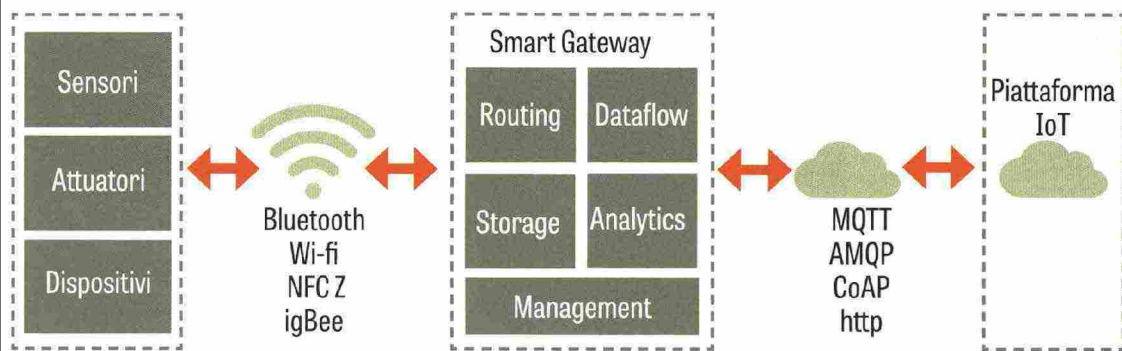 Sensori
Attuatori
Dispositivi
Bluetooth
Wi-fi
NFC Z
igBee
Smart Gateway
Routing
Dataflow
Storage
Analytics
Management
MQTT
AMQP
CoAP
http
Piattaforma
IoT